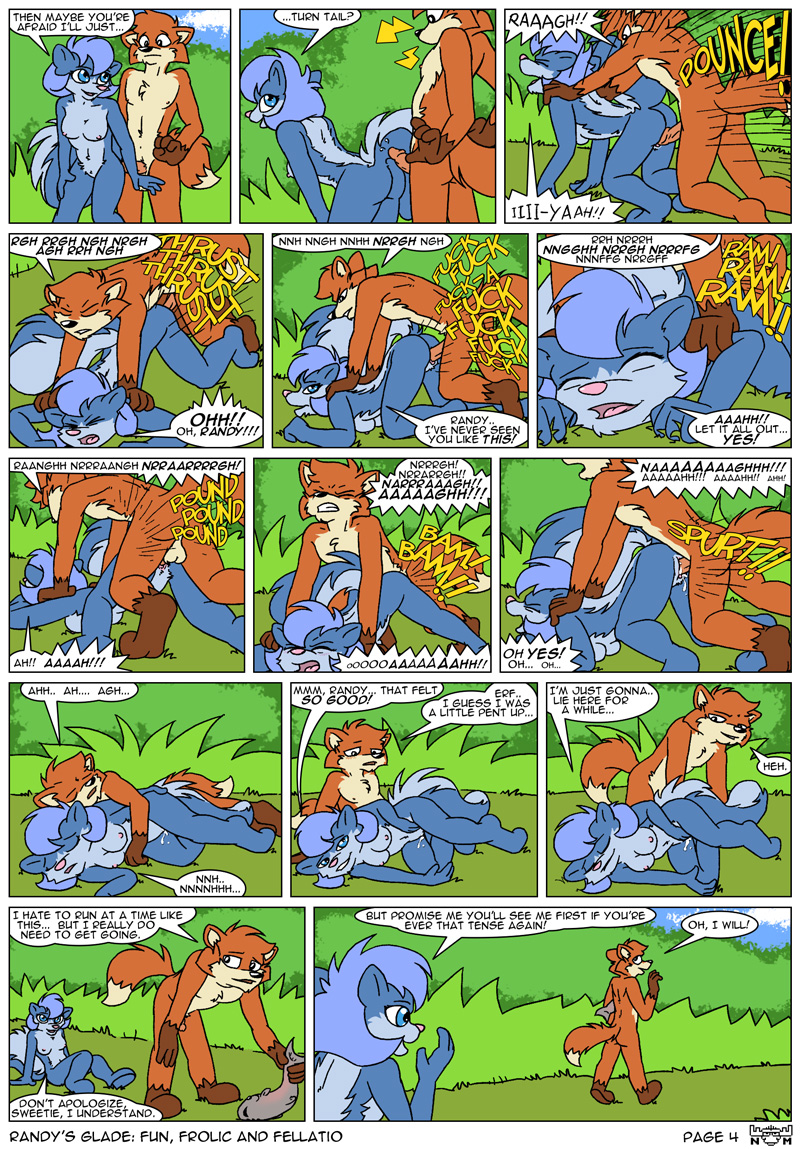 THEN MAYBE YOU'RE
AFRAID I'LL JUST...
...TURN TAIL?
RAAAGH!!
POUNCE!
IIII-YAAH!!
RGH RRGH NGH NRGH
AGH RRH NGH
THRUST
THRUST
THRUST
OHH!!
OH, RANDY!!!
NNH NNGH NNHH NRRGH NGH
FUCK
FUCK
FUCK-A
FUCK
FUCK
FUCK
FUCK
RANDY..
I'VE NEVER SEEN
YOU LIKE THIS!
RRH NRRRH
NNGGHH NRRGH NRRRFG
NNNFFG NRRGFF
RAM!
RAM!
RAM!!
AAAHH!!
LET IT ALL OUT...
YES!
RAANGHH NRRRAANGH NRRAARRRRGH!
POUND
POUND
POUND
AH!! AAAAH!!!
NRRRGH!
NRRARRGH!!
NARRRAAAGH!!
AAAAAGHH!!!
BAM!
BAM!!
OOOOOAAAAAAAHH!!
NAAAAAAAAGHHH!!!
AAAAAHH!!! AAAAHH!! AHH!
SPURT!!
OH YES!
OH... OH...
AHH.. AH.... AGH...
NNH..
NNNNHHH...
MMM, RANDY... THAT FELT
SO GOOD!
ERF..
I GUESS I WAS
A LITTLE PENT UP...
I'M JUST GONNA..
LIE HERE FOR
A WHILE...
HEH.
I HATE TO RUN AT A TIME LIKE
THIS... BUT I REALLY DO
NEED TO GET GOING.
DON'T APOLOGIZE,
SWEETIE, I UNDERSTAND.
BUT PROMISE ME YOU'LL SEE ME FIRST IF YOU'RE
EVER THAT TENSE AGAIN!
OH, I WILL!
RANDY'S GLADE: FUN, FROLIC AND FELLATIO
PAGE 4
N M